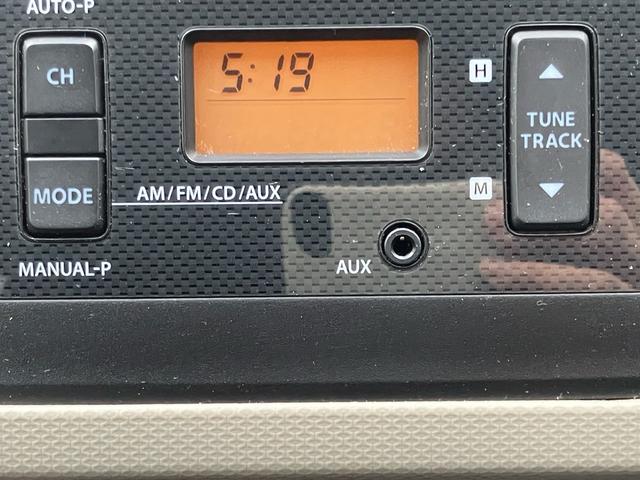 AUTO-P
CH
5:19
H
TUNE
TRACK
MODE
AM/FM/CD/AUX
M
MANUAL-P
AUX